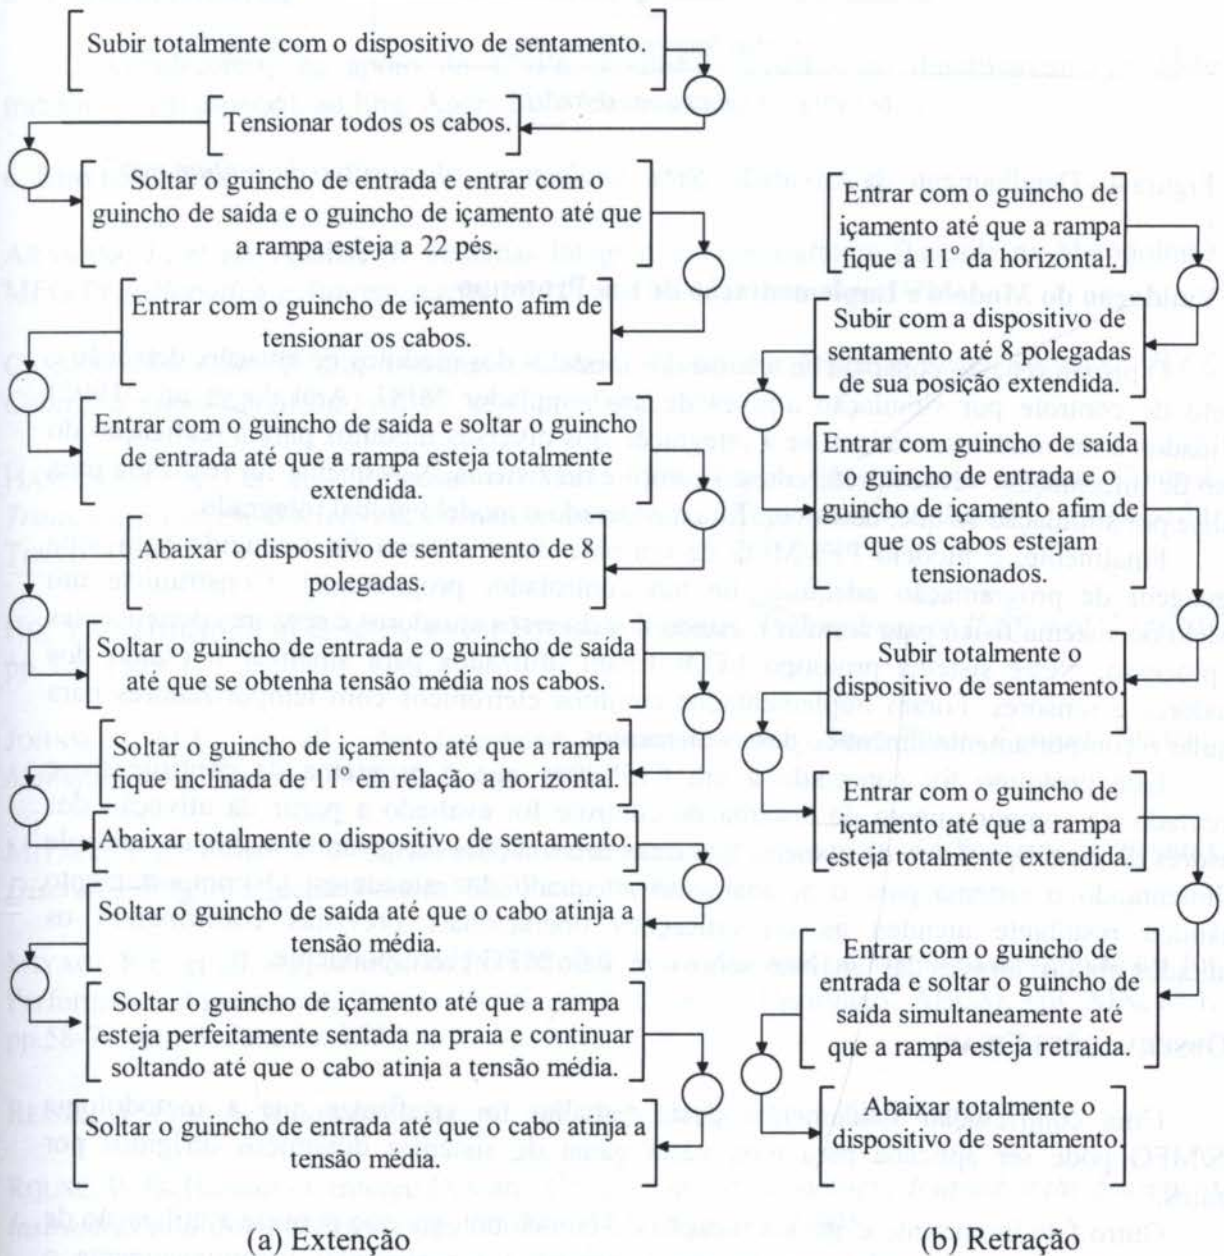 Subir totalmente com o dispositivo de sentamento.
Tensionar todos os cabos.
Soltar o guincho de entrada e entrar com o
guincho de saída e o guincho de içamento até que
a rampa esteja a 22 pés.
Entrar com o guincho de içamento afim de
tensionar os cabos.
Entrar com o guincho de saida e soltar o guincho
de entrada até que a rampa esteja totalmente
extendida.
Abaixar o dispositivo de sentamento de 8
polegadas.
Soltar o guincho de entrada e o guincho de saida
até que se obtenha tensão média nos cabos.
Soltar o guincho de içamento até que a rampa
fique inclinada de 11º em relação a horizontal.
Abaixar totalmente o dispositivo de sentamento.
Soltar o guincho de saida até que o cabo atinja a
tensão média.
Soltar o guincho de içamento até que a rampa
esteja perfeitamente sentada na praia e continuar
soltando até que o cabo atinja a tensão média.
Soltar o guincho de entrada até que o cabo atinja a
tensão média.
(a) Extenção
Entrar com o guincho de
içamento até que a rampa
fique a 11º da horizontal.
Subir com a dispositivo de
sentamento até 8 polegadas
de sua posição extendida.
Entrar com guincho de saída
o guincho de entrada e o
guincho de içamento afim de
que os cabos estejam
tensionados.
Subir totalmente o
dispositivo de sentamento.
Entrar com o guincho de
içamento até que a rampa
esteja totalmente extendida.
Entrar com o guincho de
entrada e soltar o guincho de
saída simultaneamente até
que a rampa esteja retraida.
Abaixar totalmente o
dispositivo de sentamento.
(b) Retração